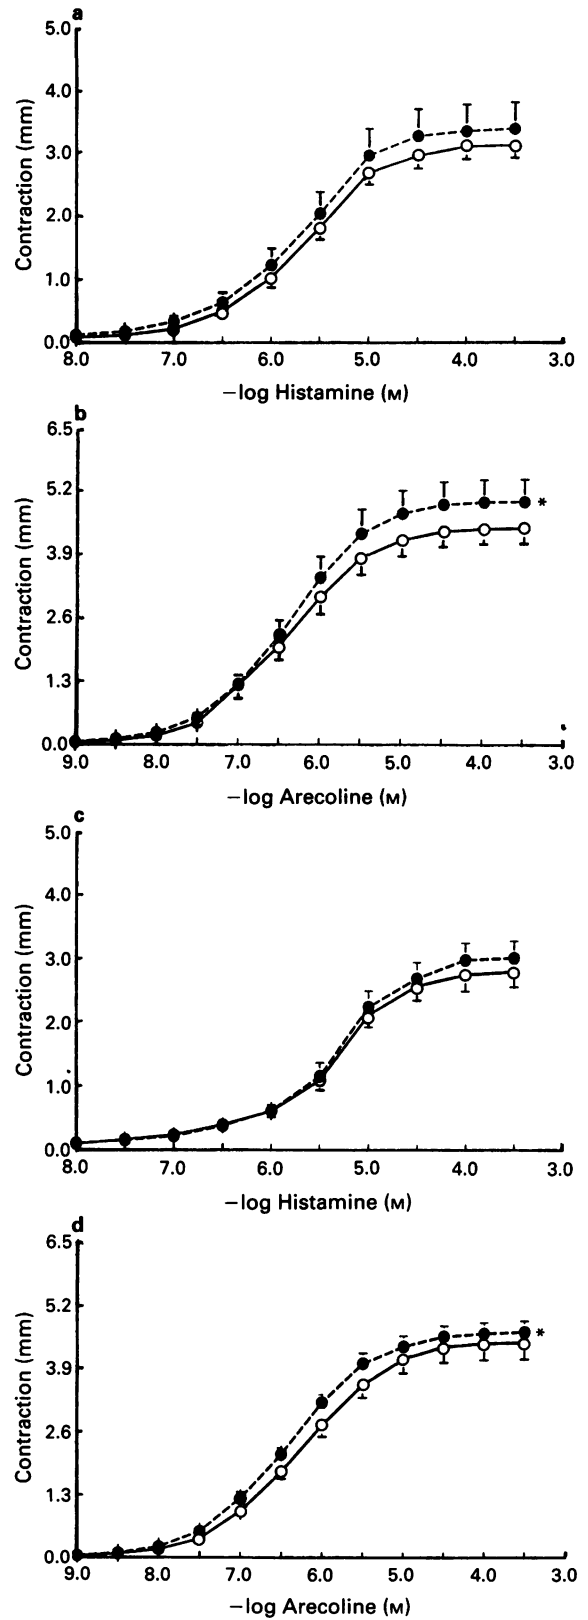 a
5.0
4.0
3.0
2.0
1.0
0.0
8.0 7.0 6.0 5.0 4.0 3.0
Contraction (mm)
−log Histamine (M)
b
6.5
5.2
3.9
2.6
1.3
0.0
9.0 8.0 7.0 6.0 5.0 4.0 3.0
Contraction (mm)
*
−log Arecoline (M)
c
5.0
4.0
3.0
2.0
1.0
0.0
8.0 7.0 6.0 5.0 4.0 3.0
Contraction (mm)
−log Histamine (M)
d
6.5
5.2
3.9
2.6
1.3
0.0
9.0 8.0 7.0 6.0 5.0 4.0 3.0
Contraction (mm)
*
−log Arecoline (M)